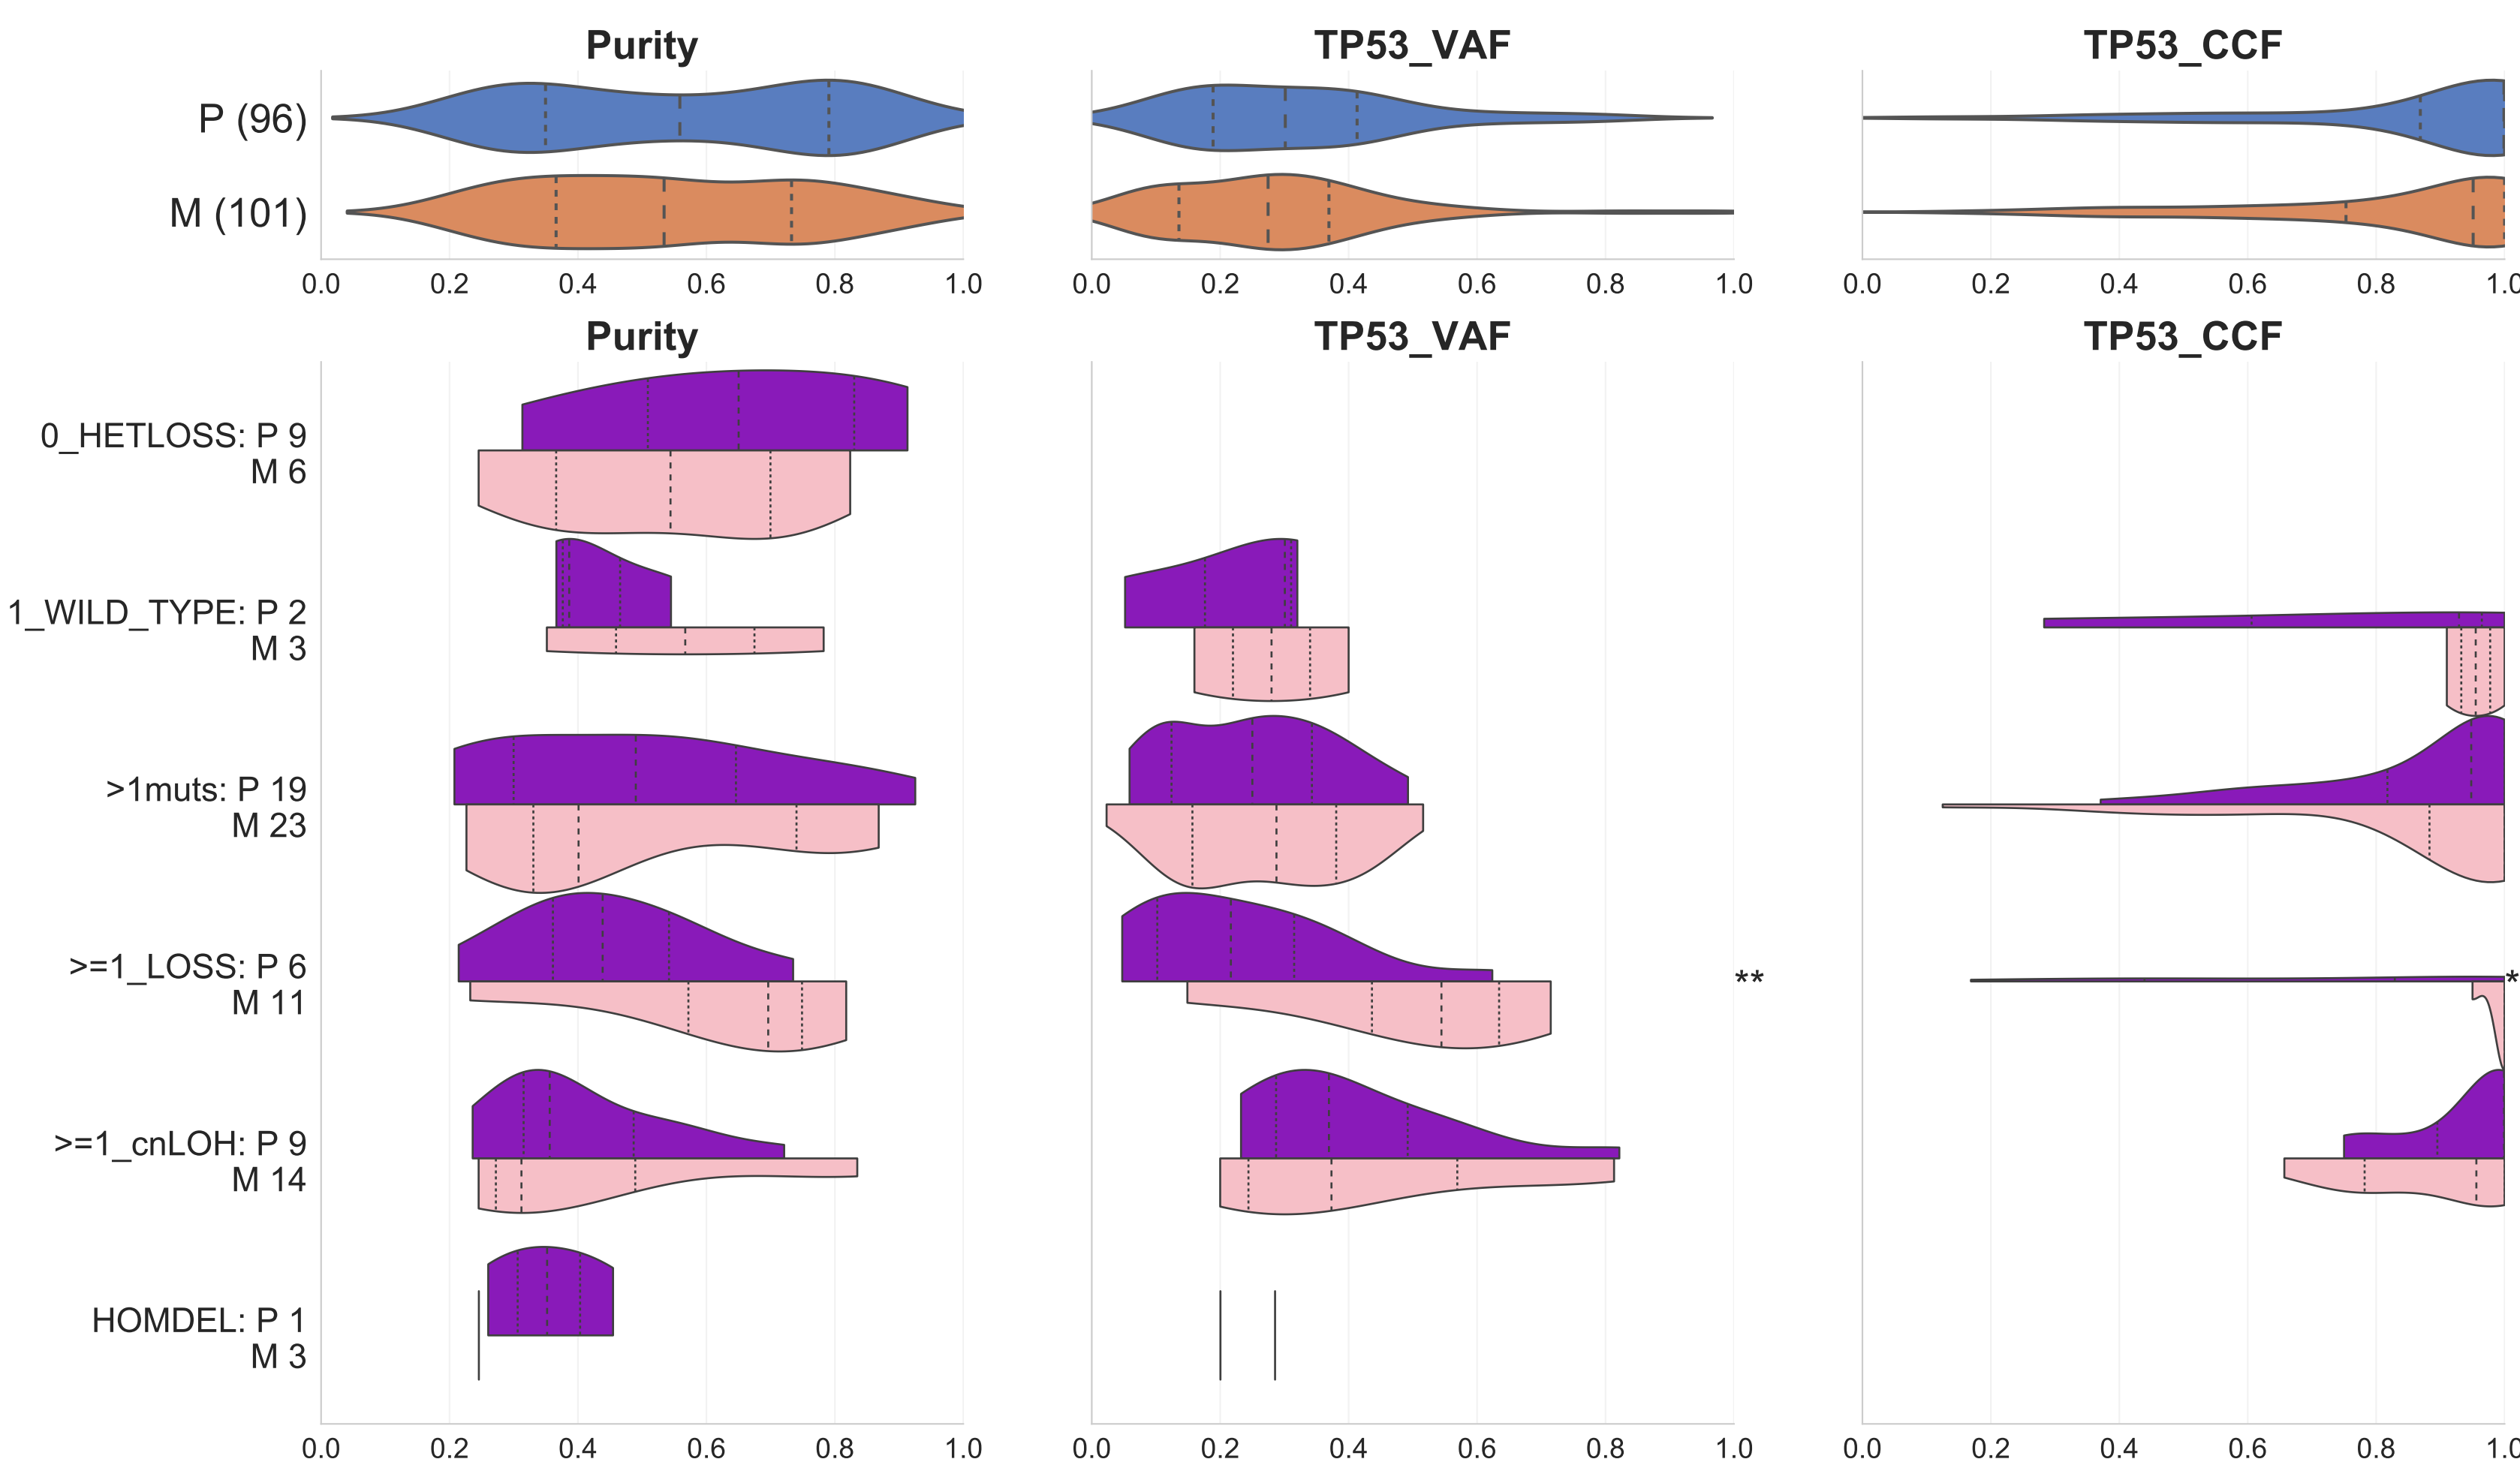 Purity TP53_VAF TP53_CCF
P (96)
M (101)
0.0 0.2 0.4 0.6 0.8 1.0 0.0 0.2 0.4 0.6 0.8 1.0 0.0 0.2 0.4 0.6 0.8 1.0
Purity TP53_VAF TP53_CCF
0_HETLOSS: P 9
M 6
1_WILD_TYPE: P 2
M 3
>1muts: P 19
M 23
>=1_LOSS: P 6
** *
M 11
>=1_cnLOH: P 9
M 14
HOMDEL: P 1
M 3
0.0 0.2 0.4 0.6 0.8 1.0 0.0 0.2 0.4 0.6 0.8 1.0 0.0 0.2 0.4 0.6 0.8 1.0